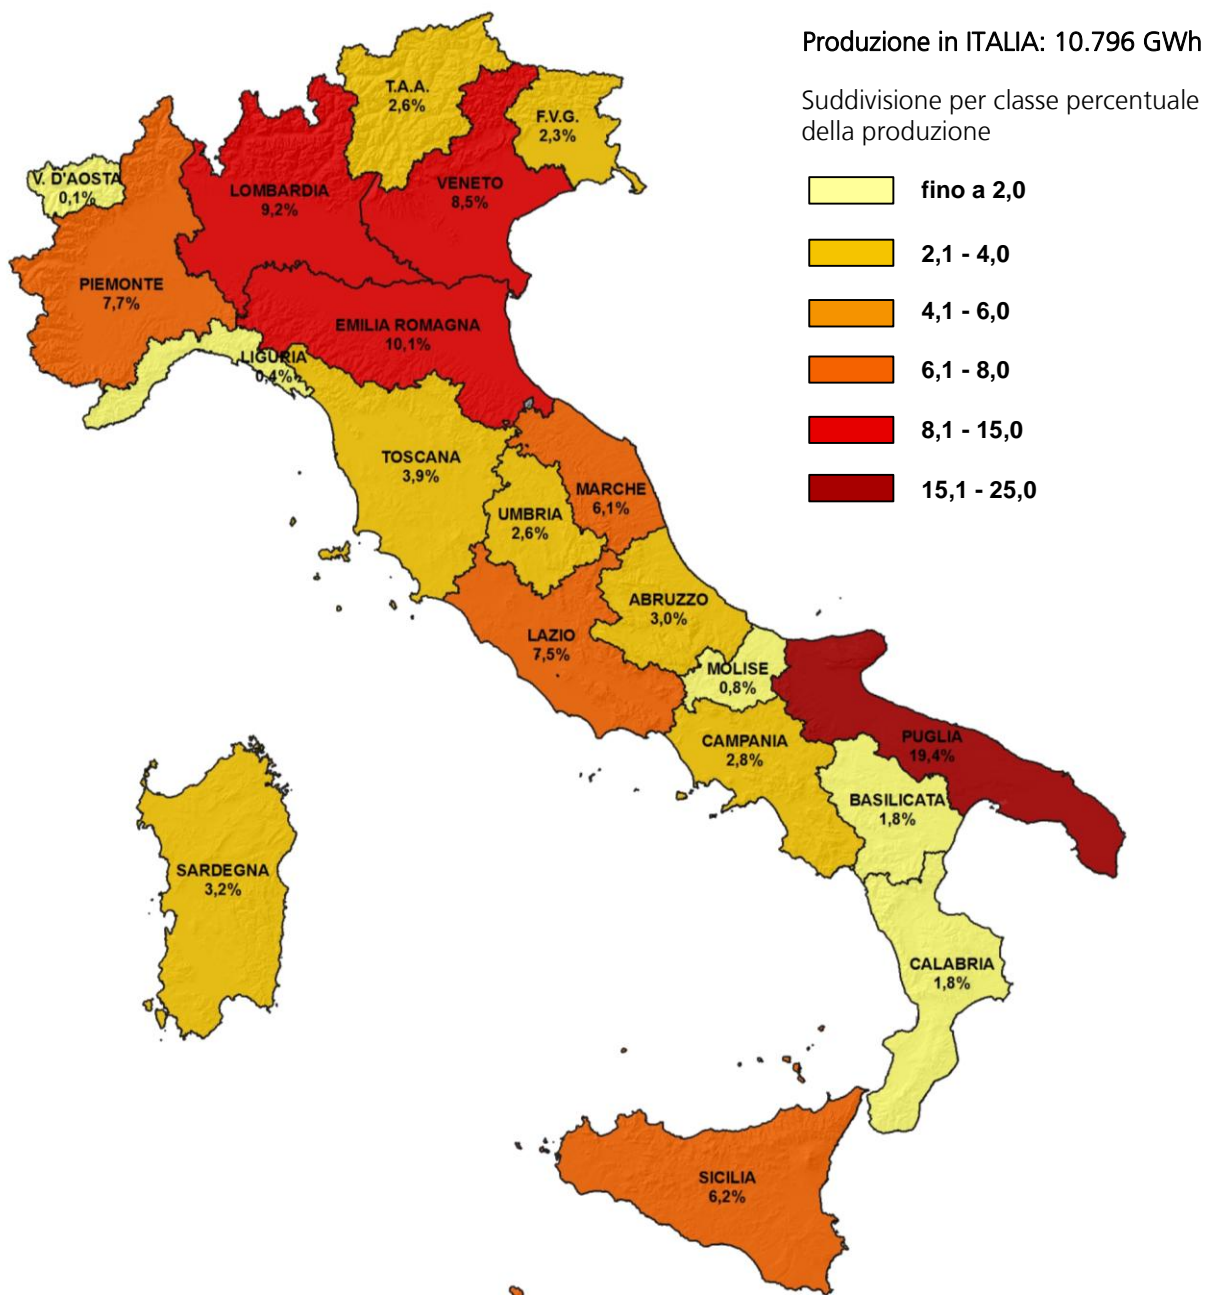 Produzione in ITALIA: 10.796 GWh
Suddivisione per classe percentuale
della produzione
fino a 2,0
2,1 - 4,0
4,1 - 6,0
6,1 - 8,0
8,1 - 15,0
15,1 - 25,0
T.A.A.
2,6%
F.V.G.
2,3%
V. D'AOSTA
0,1%
LOMBARDIA
9,2%
VENETO
8,5%
PIEMONTE
7,7%
EMILIA ROMAGNA
10,1%
LIGURIA
0,4%
TOSCANA
3,9%
MARCHE
6,1%
UMBRIA
2,6%
ABRUZZO
3,0%
LAZIO
7,5%
MOLISE
0,8%
CAMPANIA
2,8%
PUGLIA
19,4%
BASILICATA
1,8%
SARDEGNA
3,2%
CALABRIA
1,8%
SICILIA
6,2%